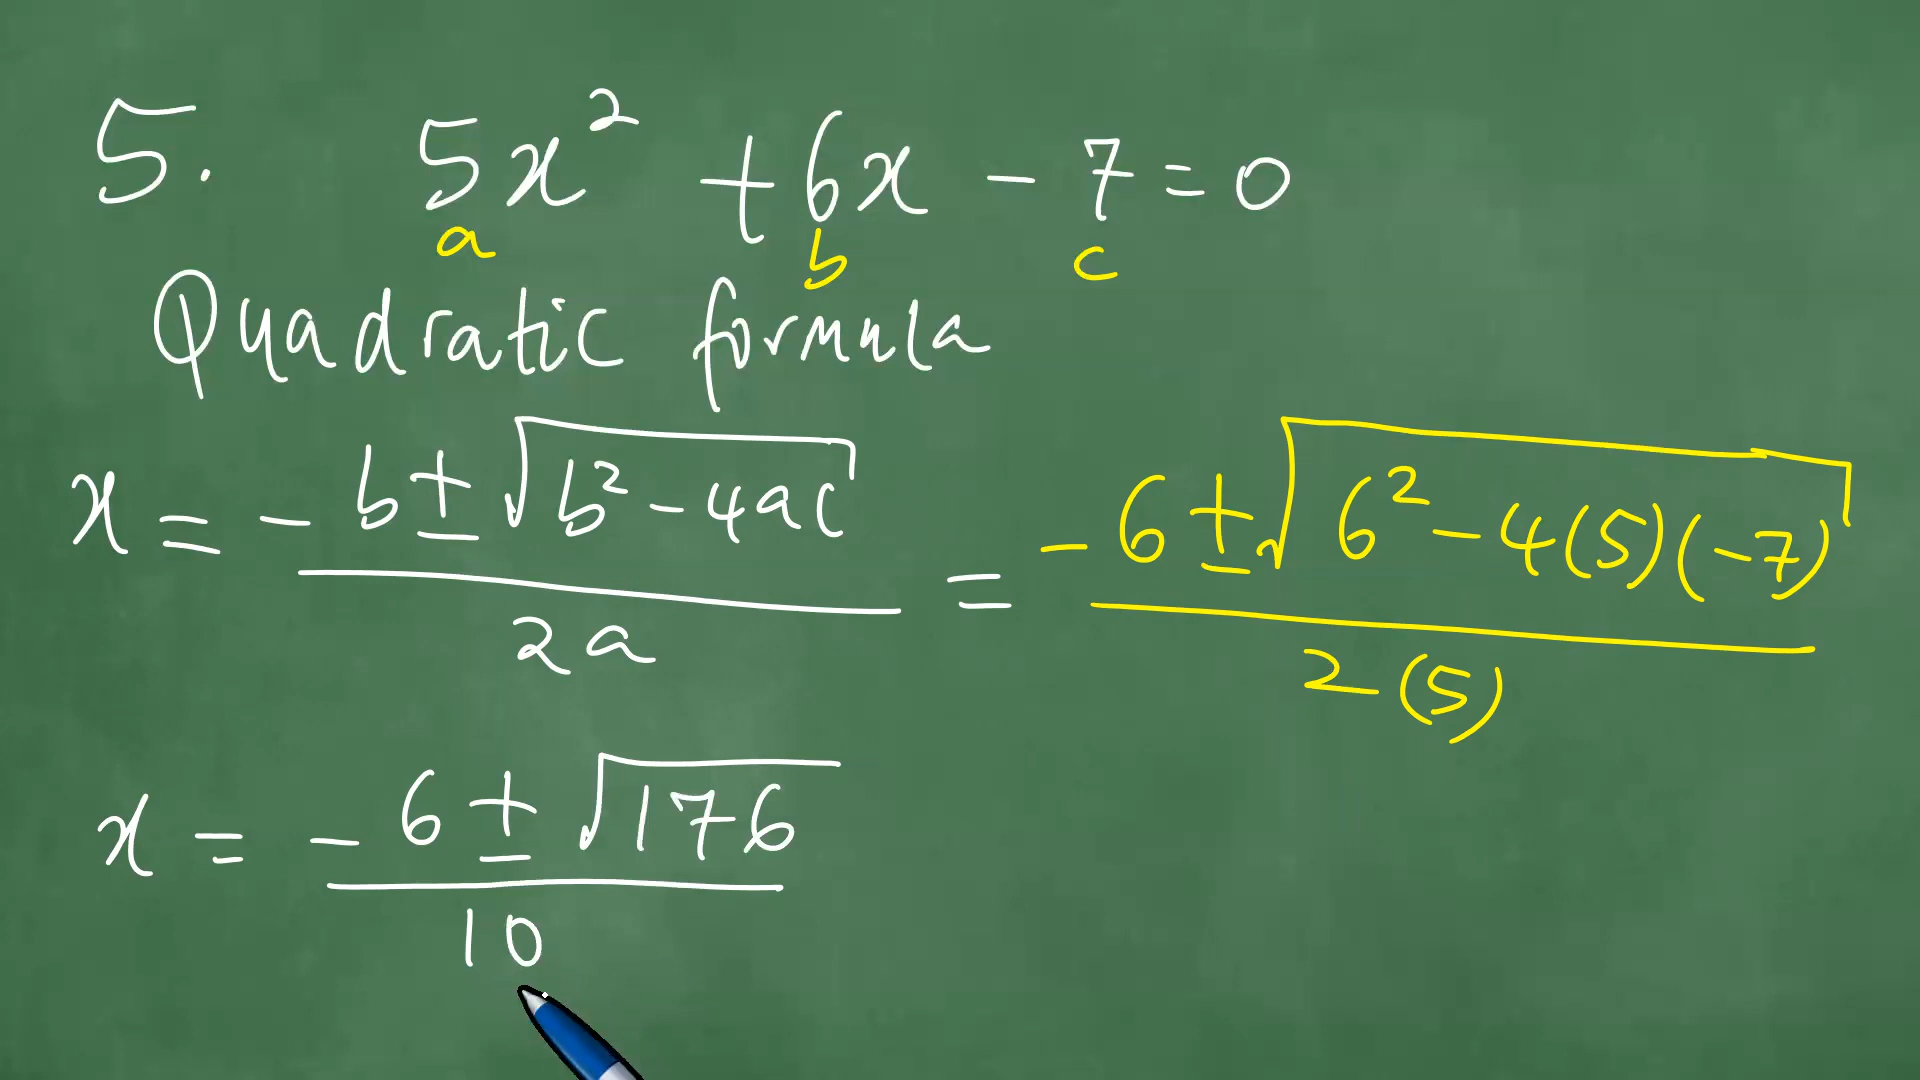 5. 5x² + 6x - 7 = 0
a b c
Quadratic formula
x = -b ± √(b² - 4ac) / 2a = -6 ± √(6² - 4(5)(-7)) / 2(5)
x = -6 ± √176 / 10